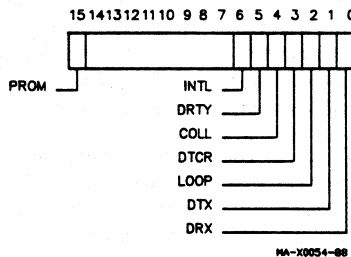 15 14 13 12 11 10 9 8 7 6 5 4 3 2 1 0
PROM
INTL
DRTY
COLL
DTCR
LOOP
DTX
DRX
MA-X0054-88